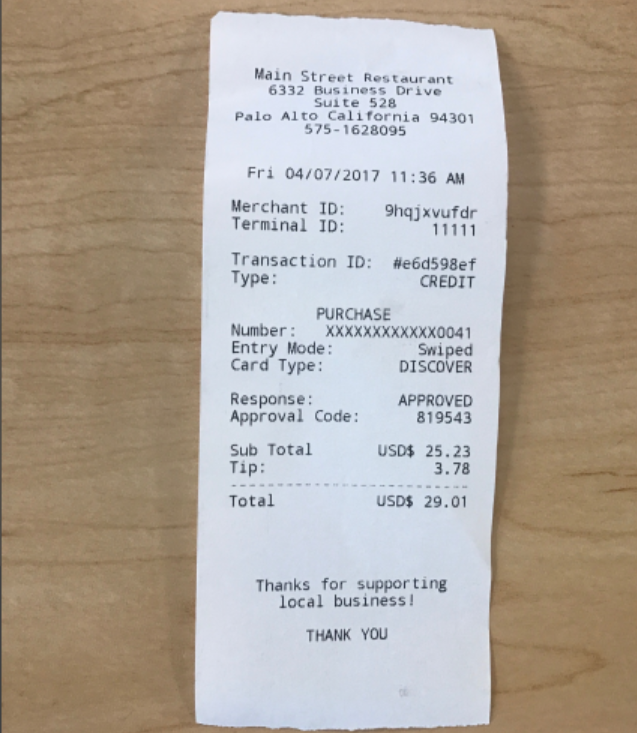 Main Street Restaurant
6332 Business Drive
Suite 528
Palo Alto California 94301
575-1628095
Fri 04/07/2017 11:36 AM
Merchant ID: 9hqjxvufdr
Terminal ID: 11111
Transaction ID: #e6d598ef
Type: CREDIT
PURCHASE
Number: XXXXXXXXXXXX0041
Entry Mode: Swiped
Card Type: DISCOVER
Response: APPROVED
Approval Code: 819543
Sub Total USD$ 25.23
Tip: 3.78
--------------------------
Total USD$ 29.01
Thanks for supporting
local business!
THANK YOU